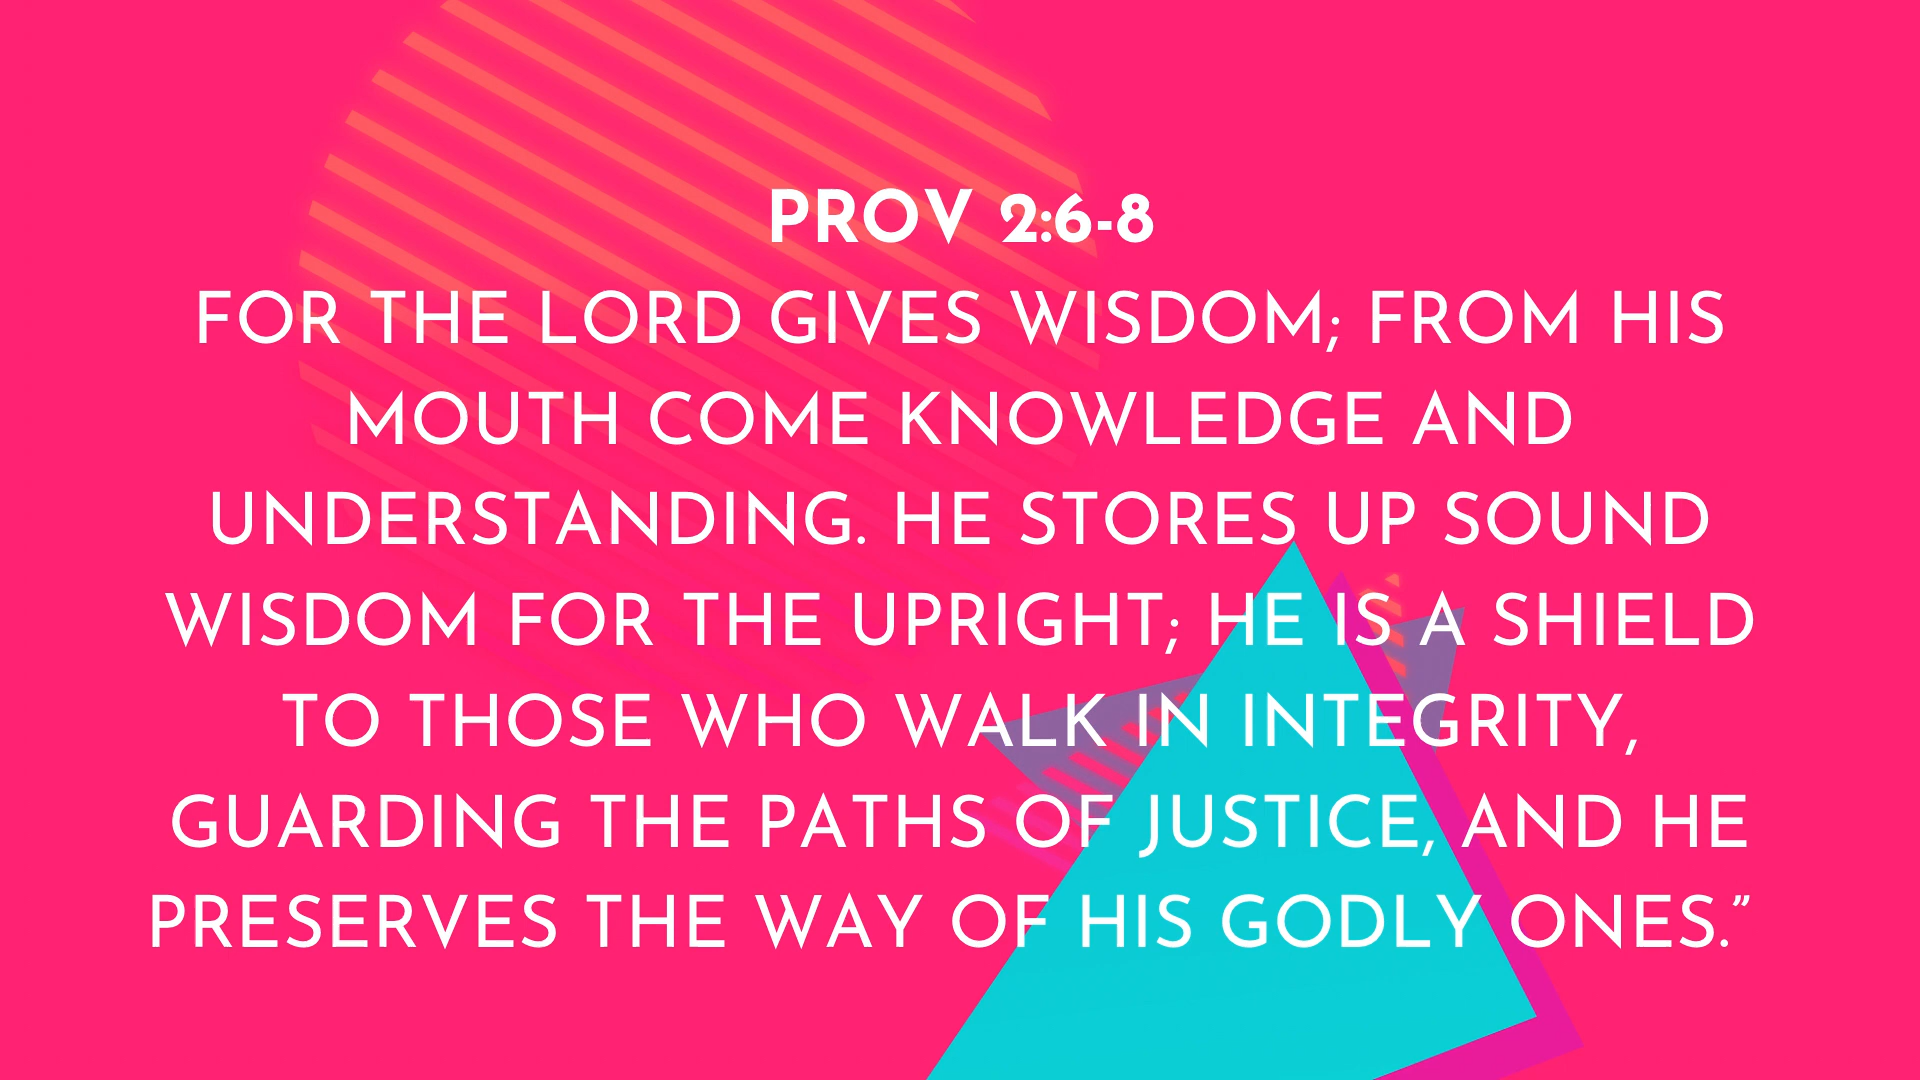 PROV 2:6-8
FOR THE LORD GIVES WISDOM; FROM HIS
MOUTH COME KNOWLEDGE AND
UNDERSTANDING. HE STORES UP SOUND
WISDOM FOR THE UPRIGHT; HE IS A SHIELD
TO THOSE WHO WALK IN INTEGRITY,
GUARDING THE PATHS OF JUSTICE, AND HE
PRESERVES THE WAY OF HIS GODLY ONES.”